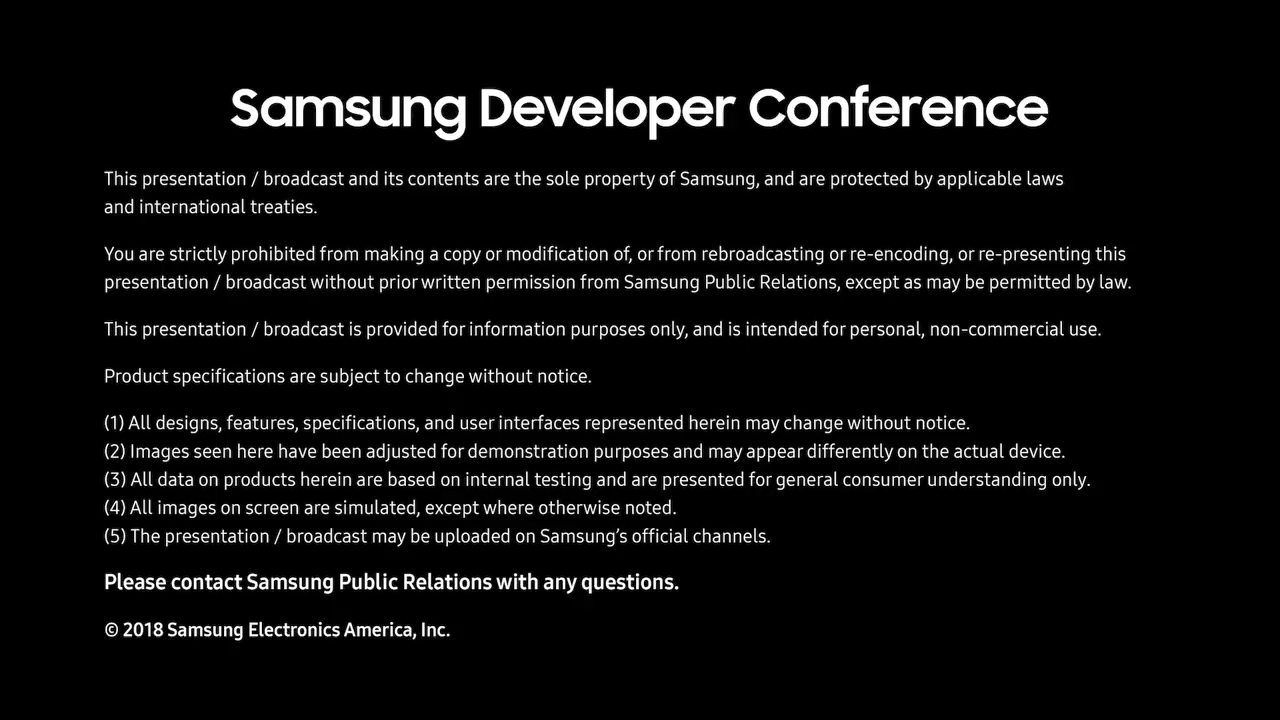 Samsung Developer Conference
This presentation / broadcast and its contents are the sole property of Samsung, and are protected by applicable laws
and international treaties.
You are strictly prohibited from making a copy or modification of, or from rebroadcasting or re-encoding, or re-presenting this
presentation / broadcast without prior written permission from Samsung Public Relations, except as may be permitted by law.
This presentation / broadcast is provided for information purposes only, and is intended for personal, non-commercial use.
Product specifications are subject to change without notice.
(1) All designs, features, specifications, and user interfaces represented herein may change without notice.
(2) Images seen here have been adjusted for demonstration purposes and may appear differently on the actual device.
(3) All data on products herein are based on internal testing and are presented for general consumer understanding only.
(4) All images on screen are simulated, except where otherwise noted.
(5) The presentation / broadcast may be uploaded on Samsung’s official channels.
Please contact Samsung Public Relations with any questions.
© 2018 Samsung Electronics America, Inc.